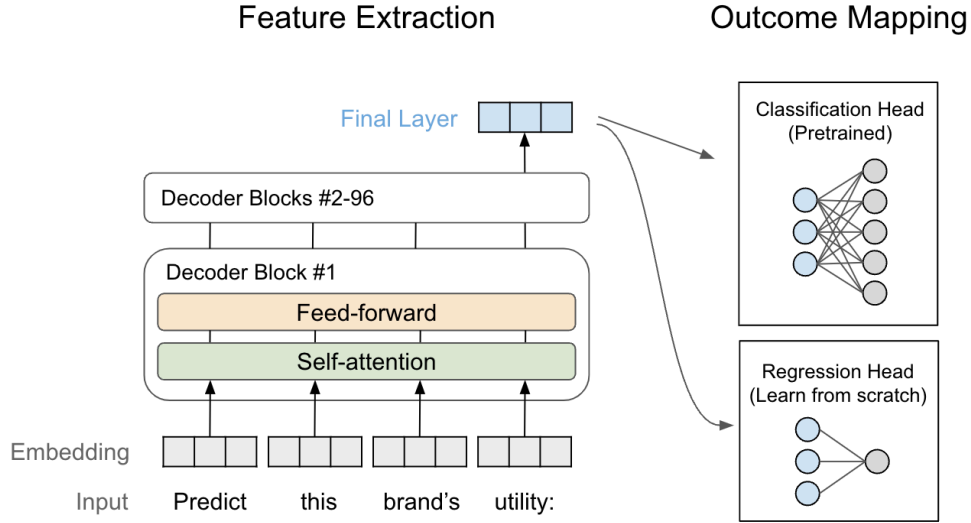 Feature Extraction
Outcome Mapping
Final Layer
Classification Head
(Pretrained)
Decoder Blocks #2-96
Decoder Block #1
Feed-forward
Self-attention
Regression Head
(Learn from scratch)
Embedding
Input Predict this brand's utility: